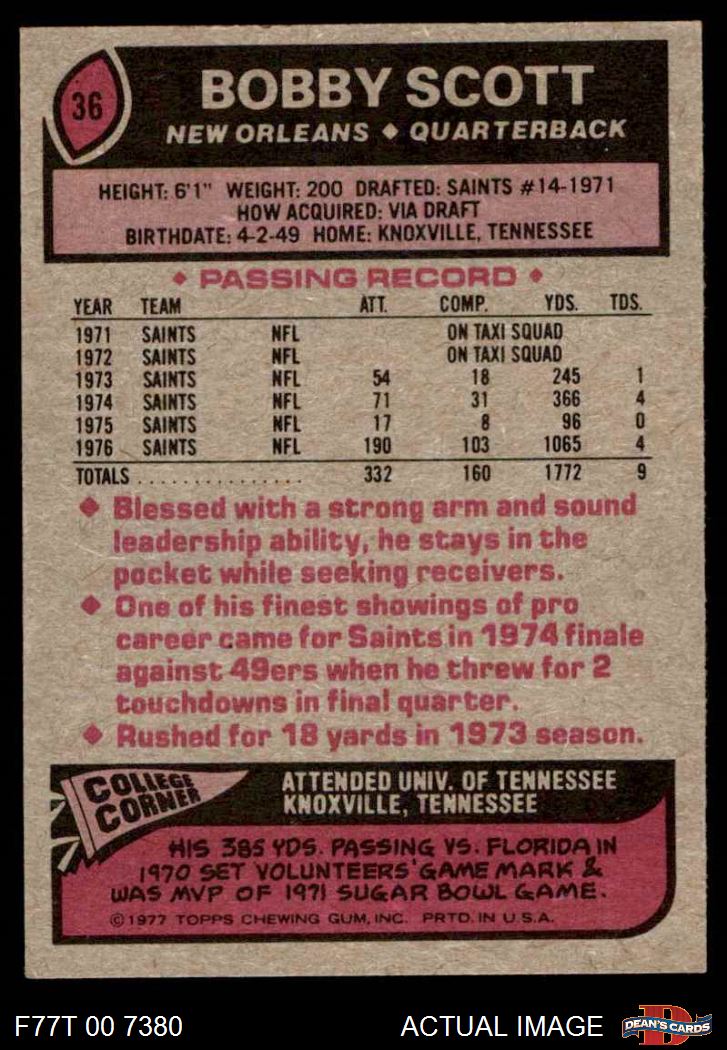 36
BOBBY SCOTT
NEW ORLEANS ♦ QUARTERBACK
HEIGHT: 6'1" WEIGHT: 200 DRAFTED: SAINTS #14-1971
HOW ACQUIRED: VIA DRAFT
BIRTHDATE: 4-2-49 HOME: KNOXVILLE, TENNESSEE
♦ PASSING RECORD ♦
YEAR TEAM ATT. COMP. YDS. TDS.
1971 SAINTS NFL ON TAXI SQUAD
1972 SAINTS NFL ON TAXI SQUAD
1973 SAINTS NFL 54 18 245 1
1974 SAINTS NFL 71 31 366 4
1975 SAINTS NFL 17 8 96 0
1976 SAINTS NFL 190 103 1065 4
TOTALS ............... 332 160 1772 9
♦ Blessed with a strong arm and sound
leadership ability, he stays in the
pocket while seeking receivers.
♦ One of his finest showings of pro
career came for Saints in 1974 finale
against 49ers when he threw for 2
touchdowns in final quarter.
♦ Rushed for 18 yards in 1973 season.
COLLEGE
CORNER
ATTENDED UNIV. OF TENNESSEE
KNOXVILLE, TENNESSEE
HIS 385 YDS. PASSING VS. FLORIDA IN
1970 SET VOLUNTEERS' GAME MARK &
WAS MVP OF 1971 SUGAR BOWL GAME.
©1977 TOPPS CHEWING GUM, INC. PRTD. IN U.S.A.
F77T 00 7380 ACTUAL IMAGE
D
DEAN'S CARDS